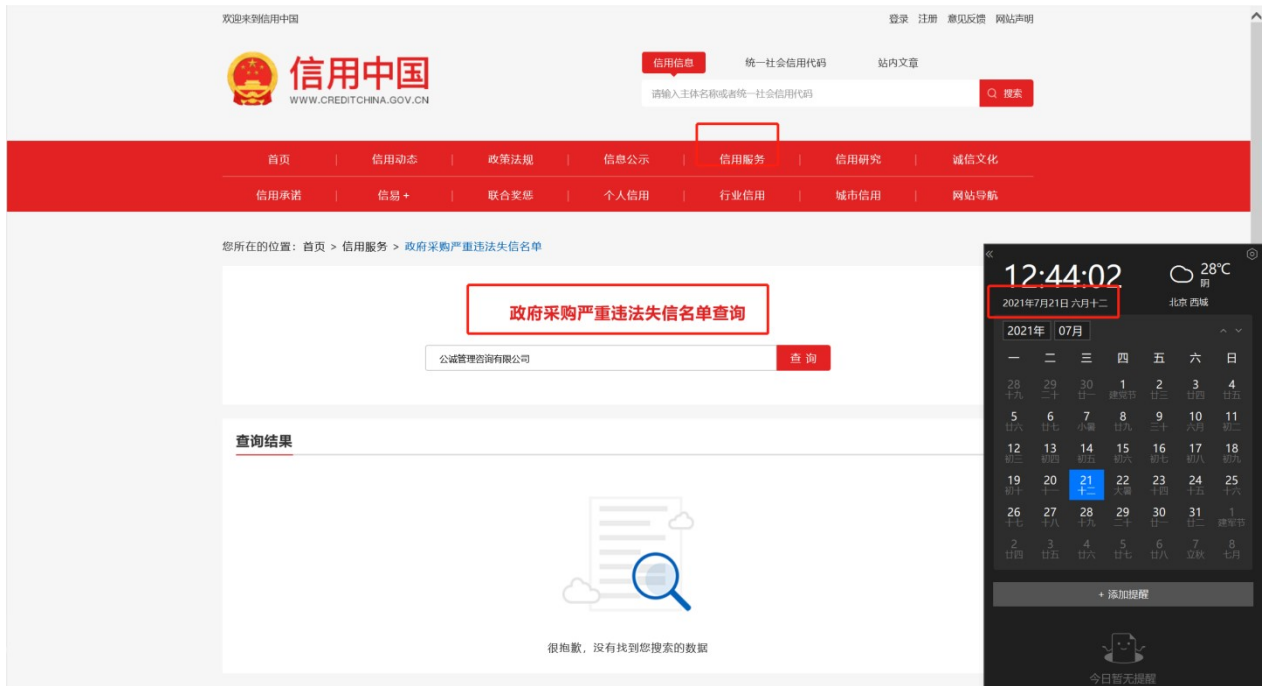 欢迎来到信用中国
登录 注册 意见反馈 网站声明
信用中国
WWW.CREDITCHINA.GOV.CN
信用信息 统一社会信用代码 站内文章
请输入主体名称或者统一社会信用代码
搜索
首页 | 信用动态 | 政策法规 | 信息公示 | 信用服务 | 信用研究 | 诚信文化
信用承诺 | 信易+ | 联合奖惩 | 个人信用 | 行业信用 | 城市信用 | 网站导航
您所在的位置：首页 > 信用服务 > 政府采购严重违法失信名单
政府采购严重违法失信名单查询
公诚管理咨询有限公司
查询
查询结果
很抱歉，没有找到您搜索的数据
12:44:02
28℃
阴
2021年7月21日 六月十二
北京 西城
2021年 07月
一 二 三 四 五 六 日
28 29 30 1 2 3 4
十九 二十 廿一 建党节 廿三 廿四 廿五
5 6 7 8 9 10 11
廿六 廿七 小暑 廿九 三十 六月 初二
12 13 14 15 16 17 18
初三 初四 初五 初六 初七 初八 初九
19 20 21 22 23 24 25
初十 十一 十二 大暑 十四 十五 十六
26 27 28 29 30 31 1
十七 十八 十九 二十 廿一 廿二 建军节
2 3 4 5 6 7 8
廿四 廿五 廿六 廿七 廿八 立秋 七月
+ 添加提醒
今日暂无提醒